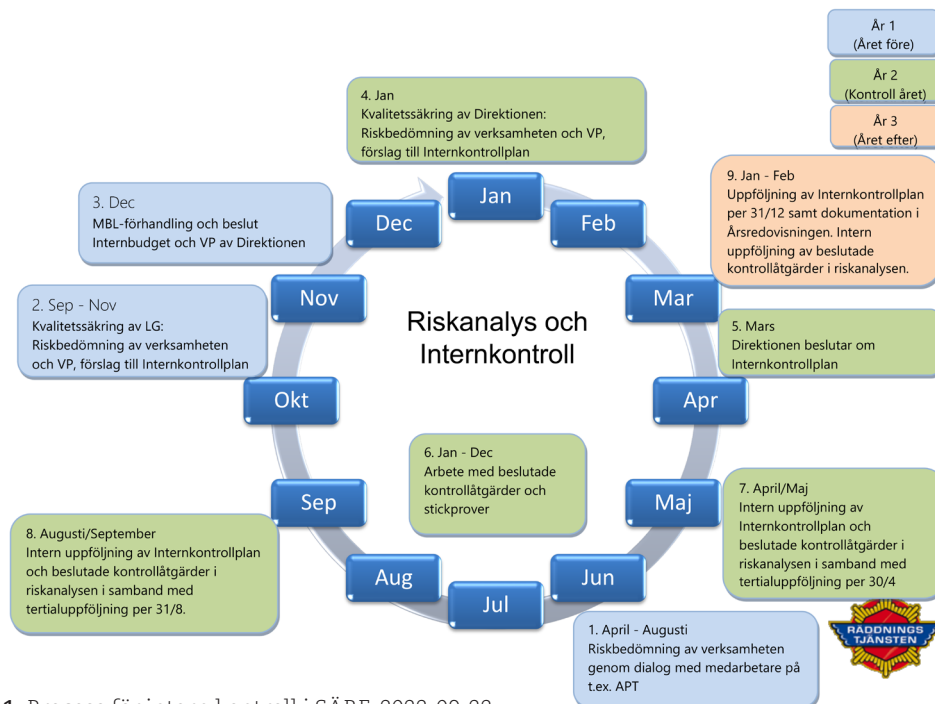 År 1
(Året före)
År 2
(Kontroll året)
År 3
(Året efter)
4. Jan
Kvalitetssäkring av Direktionen:
Riskbedömning av verksamheten och VP,
förslag till Internkontrollplan
9. Jan - Feb
Uppföljning av Internkontrollplan
per 31/12 samt dokumentation i
Årsredovisningen. Intern
uppföljning av beslutade
kontrollåtgärder i riskanalysen.
3. Dec
MBL-förhandling och beslut
Internbudget och VP av Direktionen
Jan
Feb
Mar
Apr
Maj
Jun
Jul
Aug
Sep
Okt
Nov
Dec
Riskanalys och
Internkontroll
2. Sep - Nov
Kvalitetssäkring av LG:
Riskbedömning av verksamheten
och VP, förslag till Internkontrollplan
5. Mars
Direktionen beslutar om
Internkontrollplan
6. Jan - Dec
Arbete med beslutade
kontrollåtgärder och
stickprover
7. April/Maj
Intern uppföljning av
Internkontrollplan och
beslutade kontrollåtgärder i
riskanalysen i samband med
tertialuppföljning per 30/4
8. Augusti/September
Intern uppföljning av Internkontrollplan
och beslutade kontrollåtgärder i
riskanalysen i samband med
tertialuppföljning per 31/8.
1. April - Augusti
Riskbedömning av verksamheten
genom dialog med medarbetare på
t.ex. APT
RÄDDNINGS
TJÄNSTEN